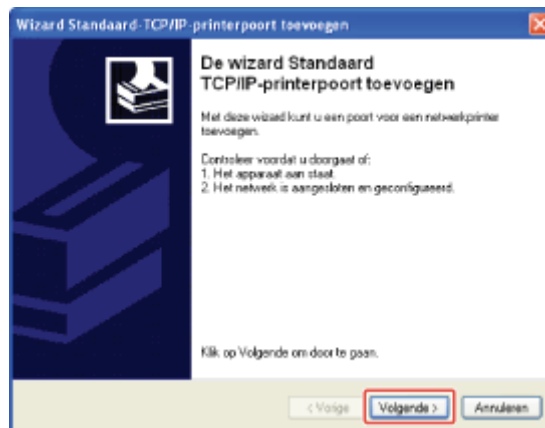 Wizard Standaard-TCP/IP-printerpoort toevoegen
De wizard Standaard
TCP/IP-printerpoort toevoegen
Met deze wizard kunt u een poort voor een netwerkprinter
toevoegen.
Controleer voordat u doorgaat of:
1. Het apparaat aan staat.
2. Het netwerk is aangesloten en geconfigureerd.
Klik op Volgende om door te gaan.
< Vorige
Volgende >
Annuleren